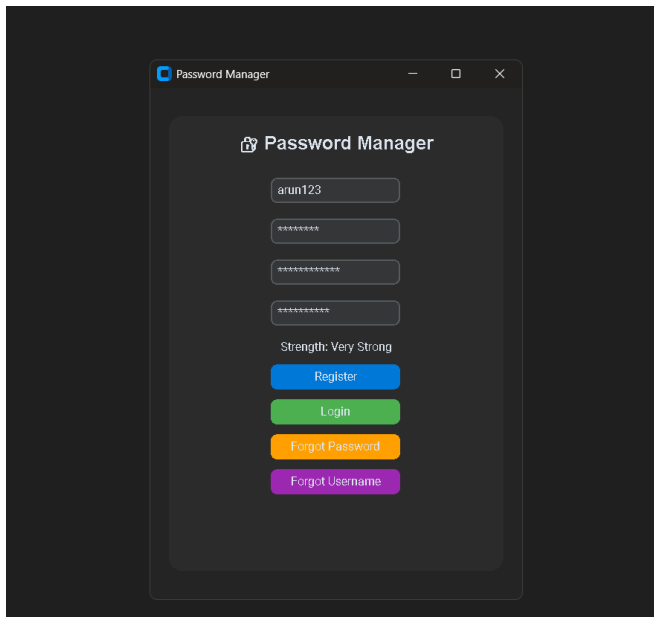 Password Manager
Password Manager
arun123
********
************
**********
Strength: Very Strong
Register
Login
Forgot Password
Forgot Username